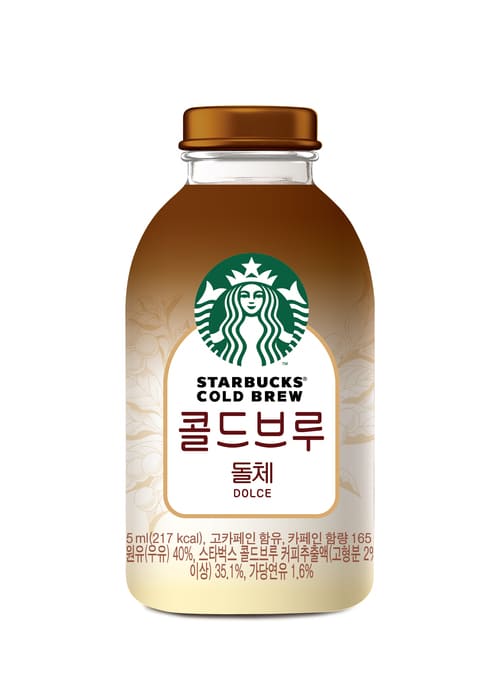 ™
STARBUCKS®
COLD BREW
콜드브루
돌체
DOLCE
5 ml(217 kcal), 고카페인 함유, 카페인 함량 165
원유(우유) 40%, 스타벅스 콜드브루 커피추출액(고형분 2%
이상) 35.1%, 가당연유 1.6%